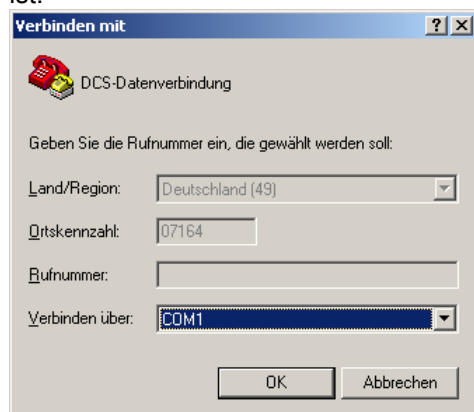 ist.
Verbinden mit
DCS-Datenverbindung
Geben Sie die Rufnummer ein, die gewählt werden soll:
Land/Region: Deutschland (49)
Ortskennzahl: 07164
Rufnummer:
Verbinden über: COM1
OK Abbrechen